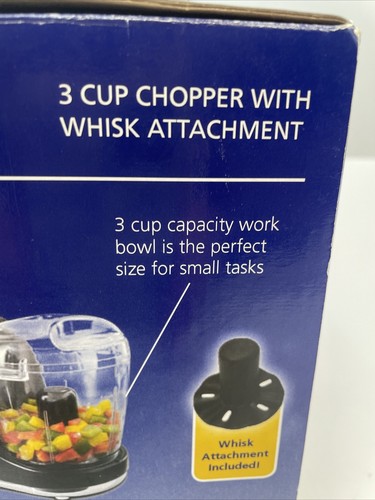 3 CUP CHOPPER WITH
WHISK ATTACHMENT
3 cup capacity work
bowl is the perfect
size for small tasks
Whisk
Attachment
Included!